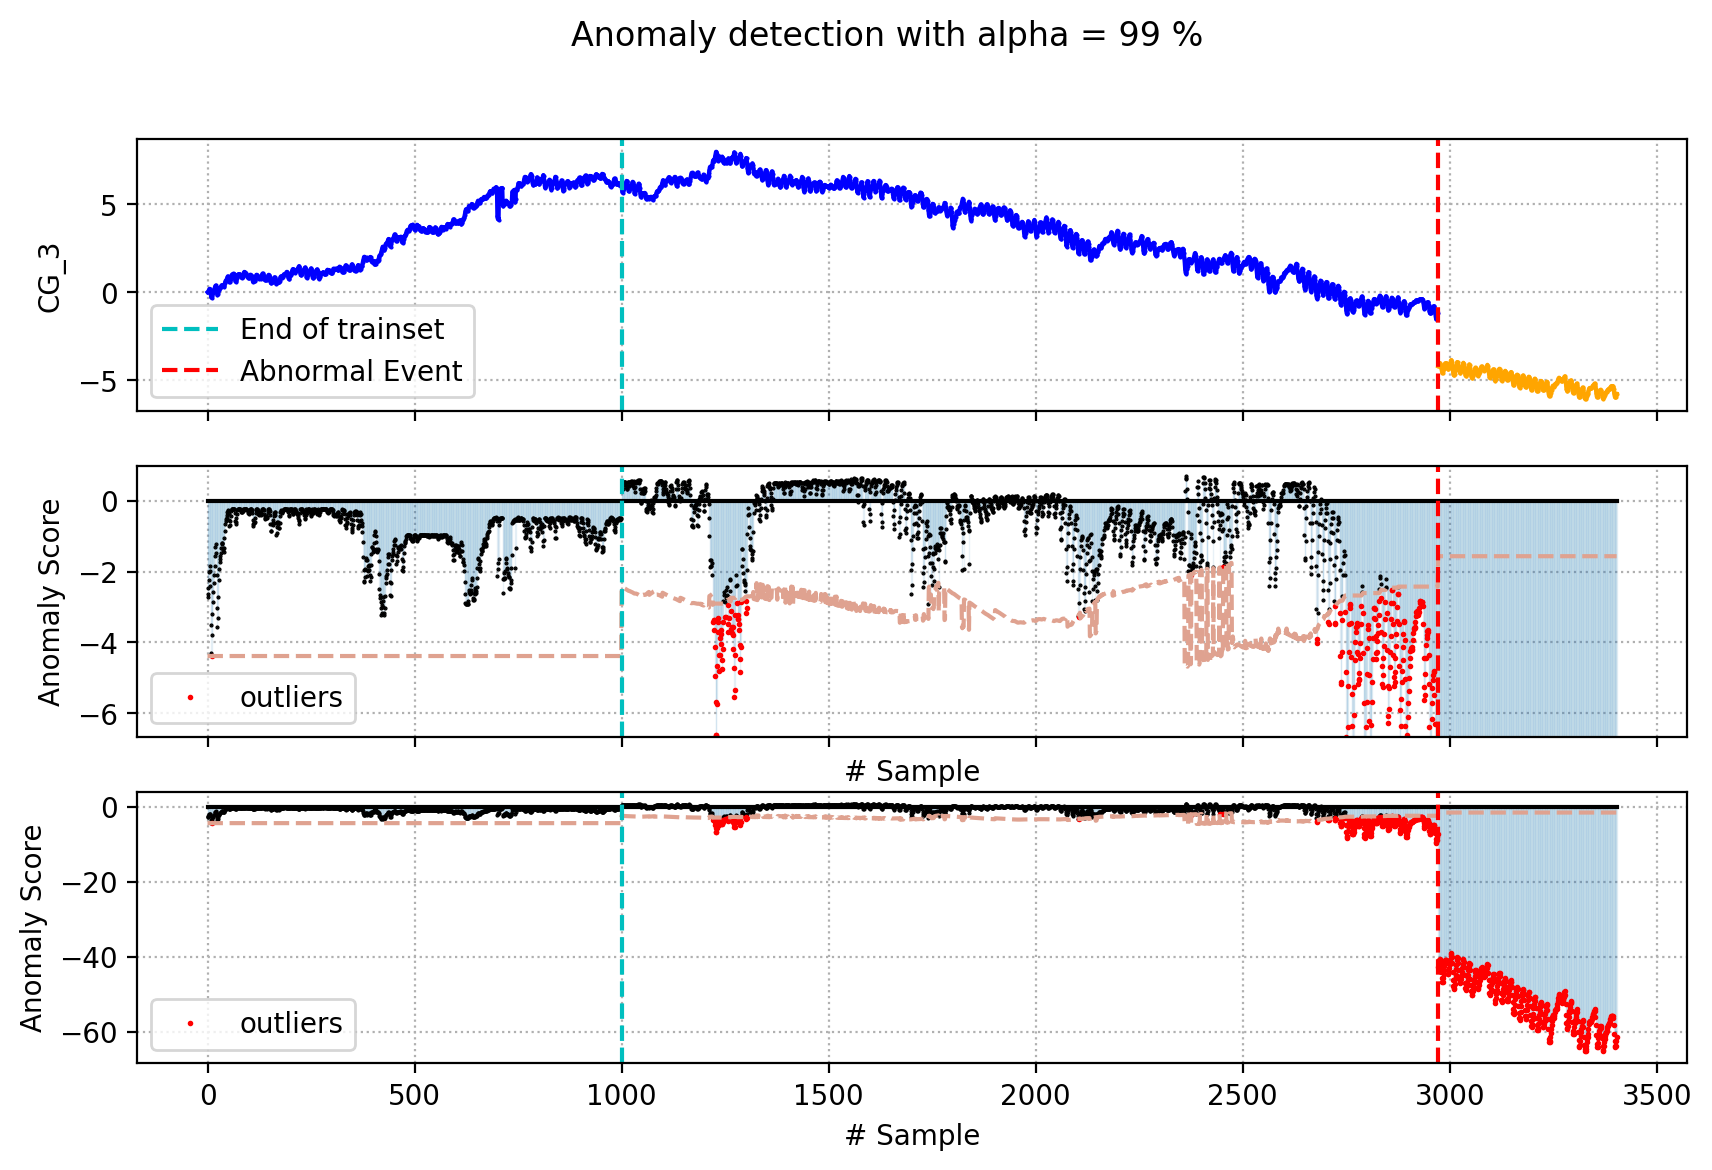 Anomaly detection with alpha = 99 %
CG_3
5
0
−5
End of trainset
Abnormal Event
Anomaly Score
0
−2
−4
−6
outliers
# Sample
Anomaly Score
0
−20
−40
−60
outliers
0 500 1000 1500 2000 2500 3000 3500
# Sample